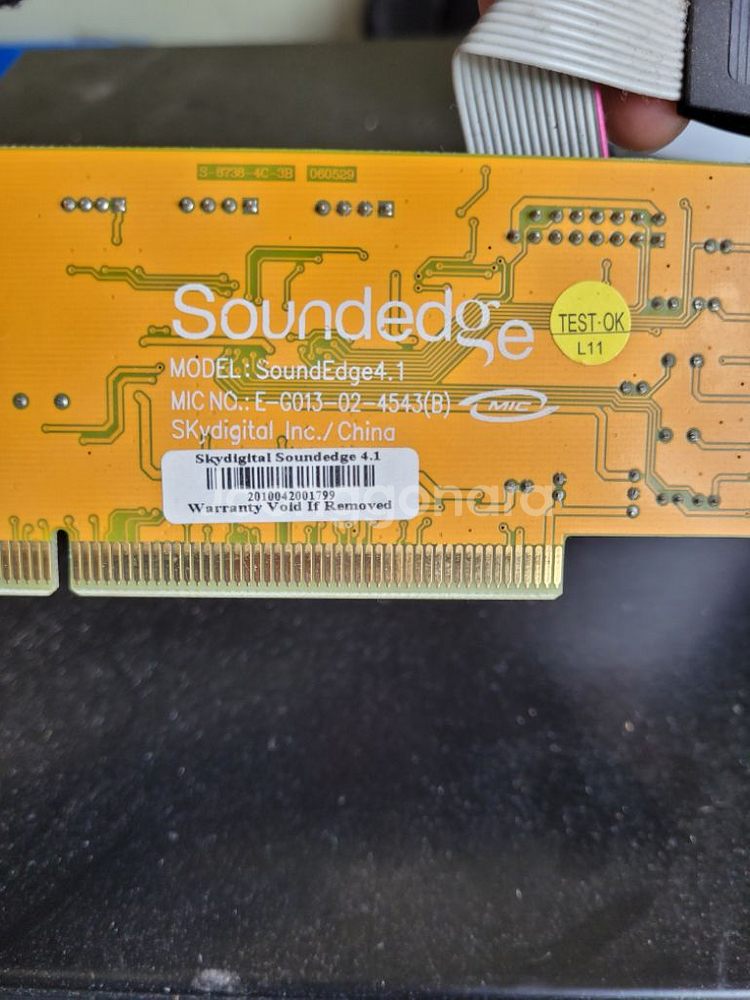 S-8738-4C-3B 060529
Soundedge
TEST-OK
L11
MODEL: SoundEdge4.1
MIC NO.: E-G013-02-4543(B) MIC
SKydigital Inc./China
Skydigital Soundedge 4.1
2010042001799
Warranty Void If Removed